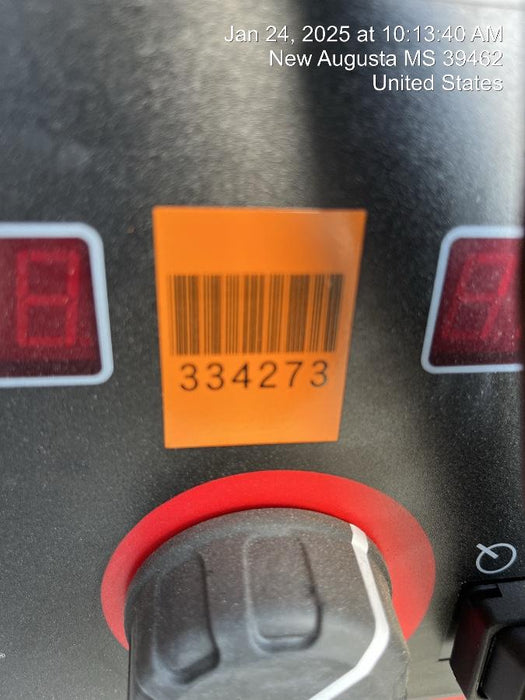 Jan 24, 2025 at 10:13:40 AM
New Augusta MS 39462
United States
334273